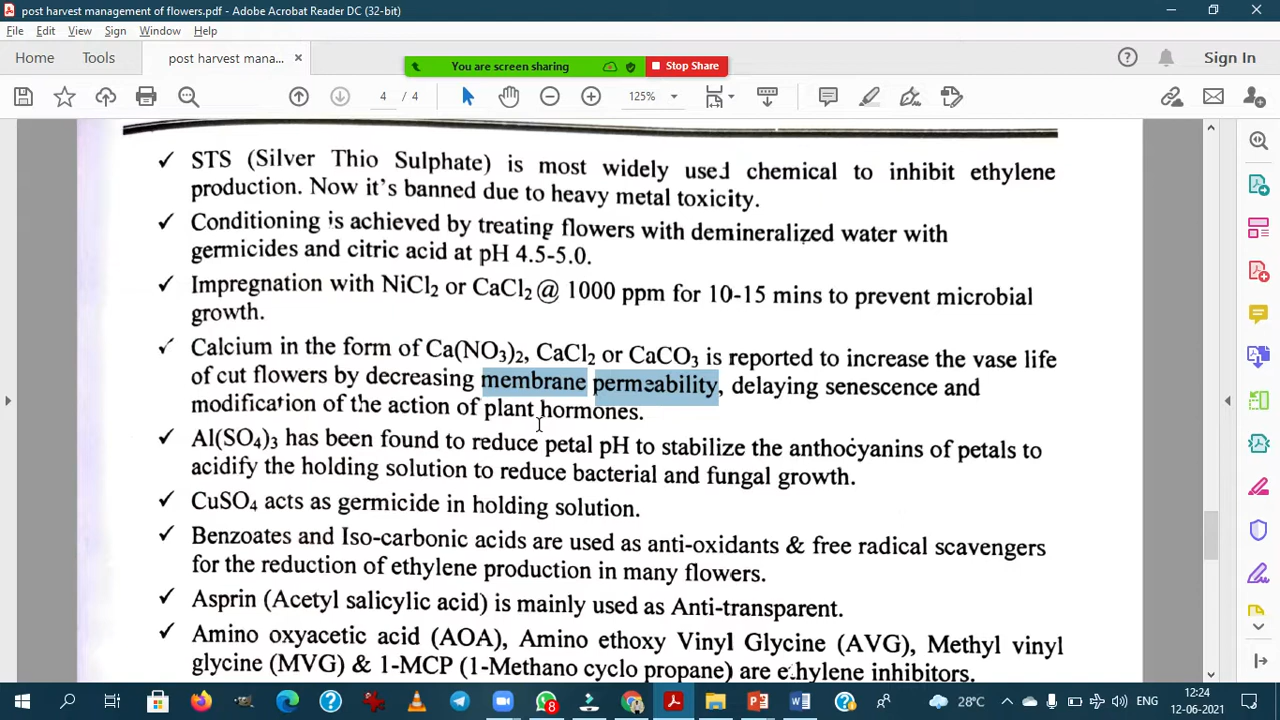 post harvest management of flowers.pdf - Adobe Acrobat Reader DC (32-bit)
File Edit View Sign Window Help
Home Tools post harvest mana... × You are screen sharing Stop Share Sign In
4 / 4 125%
✓ STS (Silver Thio Sulphate) is most widely used chemical to inhibit ethylene
production. Now it's banned due to heavy metal toxicity.
✓ Conditioning is achieved by treating flowers with demineralized water with
germicides and citric acid at pH 4.5-5.0.
✓ Impregnation with NiCl2 or CaCl2 @ 1000 ppm for 10-15 mins to prevent microbial
growth.
✓ Calcium in the form of Ca(NO3)2, CaCl2 or CaCO3 is reported to increase the vase life
of cut flowers by decreasing membrane permeability, delaying senescence and
modification of the action of plant hormones.
✓ Al(SO4)3 has been found to reduce petal pH to stabilize the anthocyanins of petals to
acidify the holding solution to reduce bacterial and fungal growth.
✓ CuSO4 acts as germicide in holding solution.
✓ Benzoates and Iso-carbonic acids are used as anti-oxidants & free radical scavengers
for the reduction of ethylene production in many flowers.
✓ Asprin (Acetyl salicylic acid) is mainly used as Anti-transparent.
✓ Amino oxyacetic acid (AOA), Amino ethoxy Vinyl Glycine (AVG), Methyl vinyl
glycine (MVG) & 1-MCP (1-Methano cyclo propane) are ethylene inhibitors.
8 28°C ENG 12:24
12-06-2021